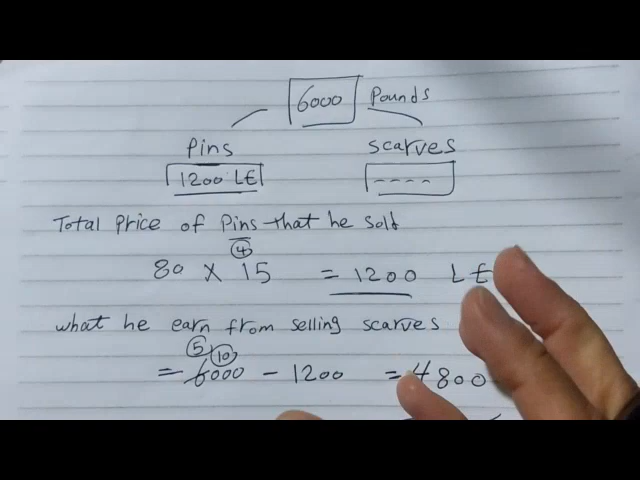 6000 Pounds
Pins scarves
1200 LE ----
Total Price of Pins that he sold
4
80 × 15 = 1200 LE
what he earn from selling scarves
5 10
= 6000 - 1200 = 4800